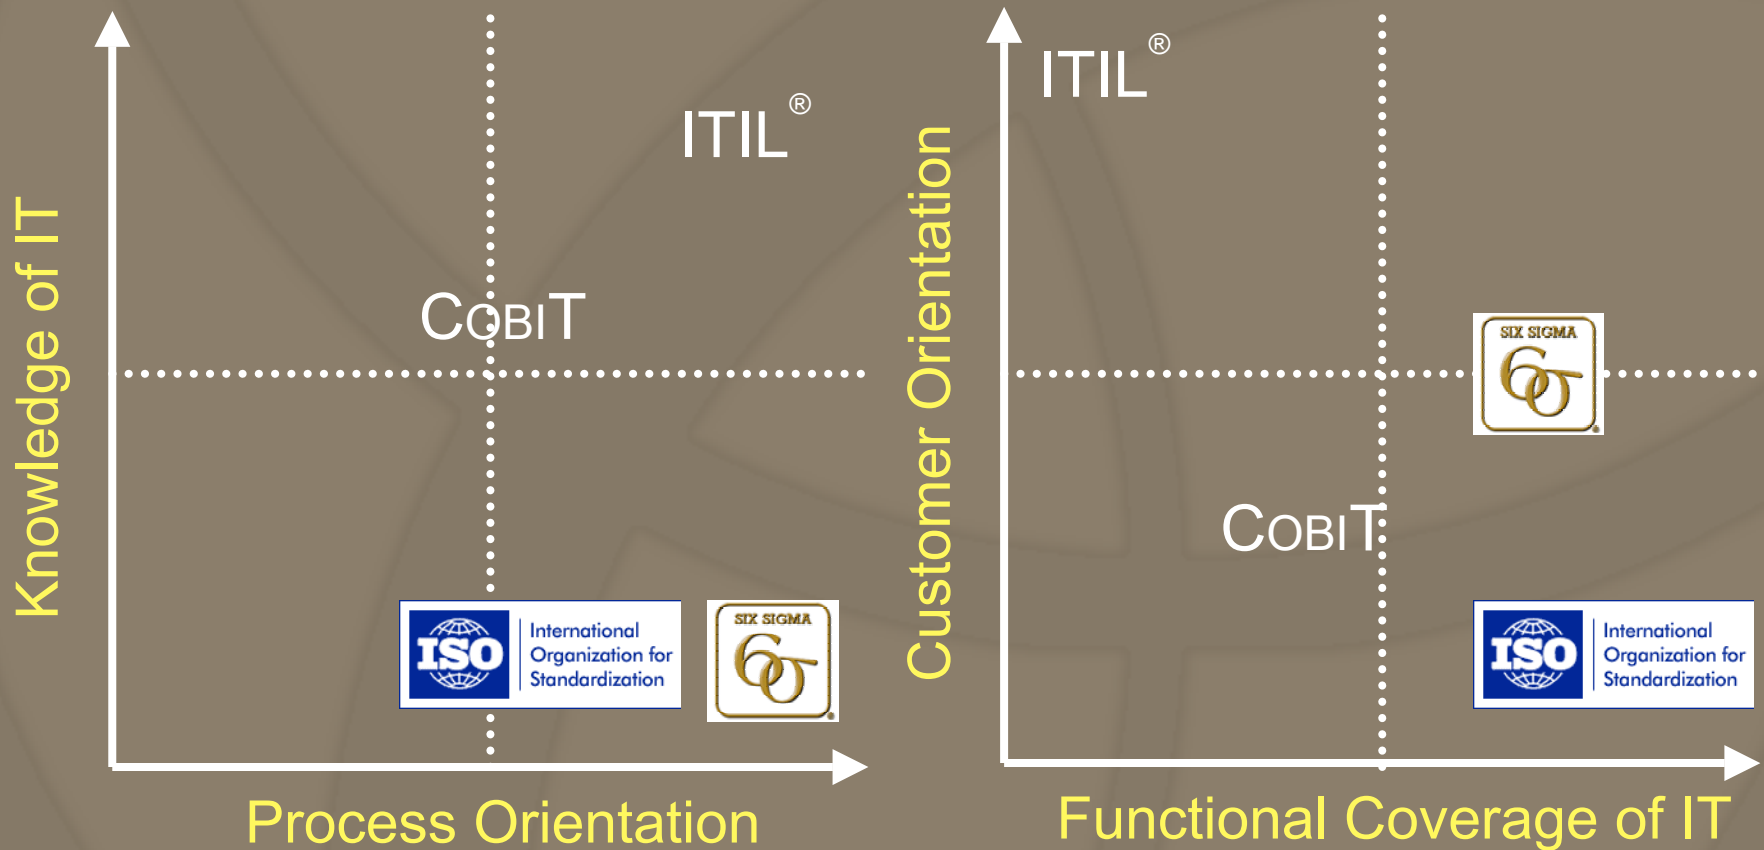 Knowledge of IT
ITIL®
COBIT
ISO
International
Organization for
Standardization
SIX SIGMA
6σ
®
Process Orientation
Customer Orientation
ITIL®
SIX SIGMA
6σ
®
COBIT
ISO
International
Organization for
Standardization
Functional Coverage of IT